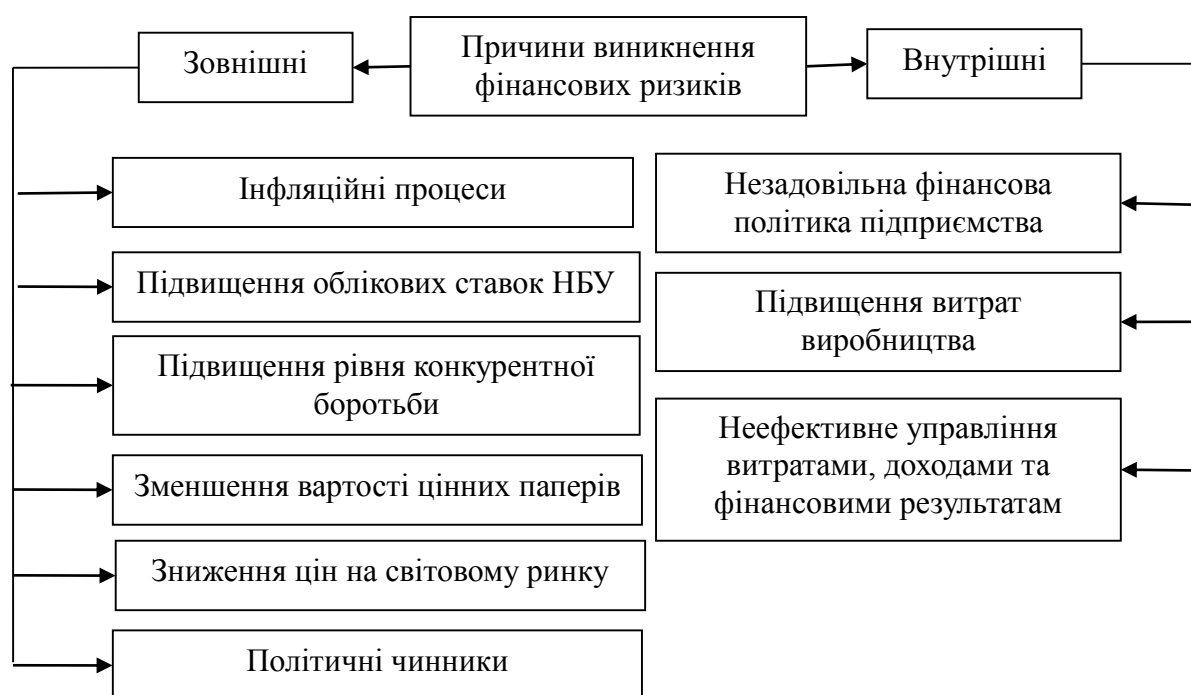 Зовнішні
Причини виникнення
фінансових ризиків
Внутрішні
Інфляційні процеси
Підвищення облікових ставок НБУ
Підвищення рівня конкурентної
боротьби
Зменшення вартості цінних паперів
Зниження цін на світовому ринку
Політичні чинники
Незадовільна фінансова
політика підприємства
Підвищення витрат
виробництва
Неефективне управління
витратами, доходами та
фінансовими результатам